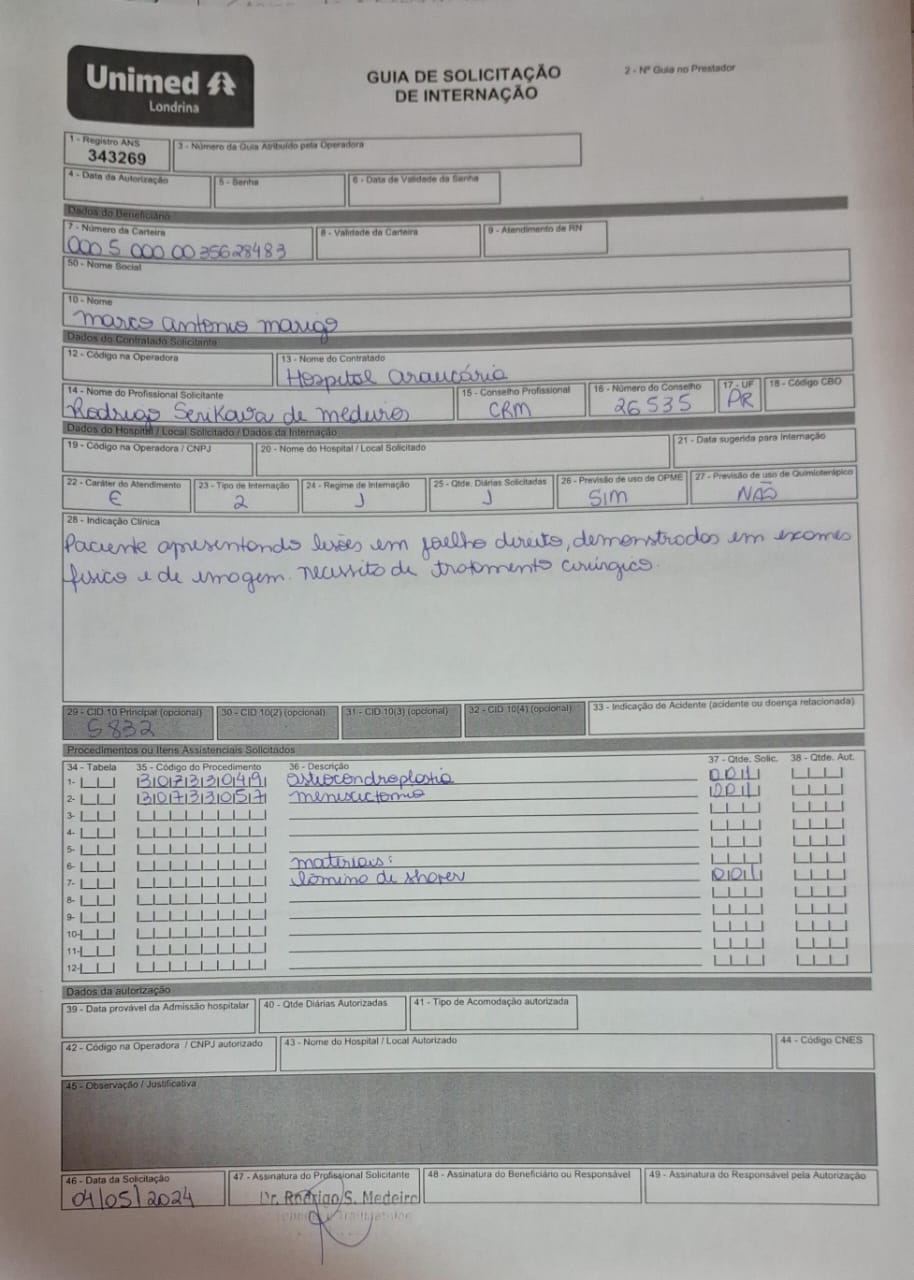 Unimed
Londrina
GUIA DE SOLICITAÇÃO
DE INTERNAÇÃO
2 - Nº Guia no Prestador
1 - Registro ANS
343269
3 - Número da Guia Atribuído pela Operadora
4 - Data da Autorização
5 - Senha
6 - Data de Validade da Senha
Dados do Beneficiário
7 - Número da Carteira
000 5 000 00 35628483
8 - Validade da Carteira
9 - Atendimento de RN
50 - Nome Social
10 - Nome
Marco Antonio Marigo
Dados do Contratado Solicitante
12 - Código na Operadora
13 - Nome do Contratado
Hospital Araucária
14 - Nome do Profissional Solicitante
Rodrigo Serikava de Medeiros
15 - Conselho Profissional
CRM
16 - Número do Conselho
26535
17 - UF
PR
18 - Código CBO
Dados do Hospital / Local Solicitado / Dados da Internação
19 - Código na Operadora / CNPJ
20 - Nome do Hospital / Local Solicitado
21 - Data sugerida para Internação
22 - Caráter do Atendimento
E
23 - Tipo de Internação
2
24 - Regime de Internação
1
25 - Qtde. Diárias Solicitadas
1
26 - Previsão de uso de OPME
SIM
27 - Previsão de uso de Quimioterápico
NÃO
28 - Indicação Clínica
Paciente apresentando lesões em joelho direito, demonstrados em exames
físico e de imagem. necessita de tratamento cirúrgico.
29 - CID 10 Principal (opcional)
S832
30 - CID 10(2) (opcional)
31 - CID 10(3) (opcional)
32 - CID 10(4) (opcional)
33 - Indicação de Acidente (acidente ou doença relacionada)
Procedimentos ou Itens Assistenciais Solicitados
34 - Tabela 35 - Código do Procedimento 36 - Descrição 37 - Qtde. Solic. 38 - Qtde. Aut.
1- 30733049 osteocondroplastia 001
2- 30733057 meniscectomia 001
3-
4-
5-
6- materiais:
7- lâmina de shaver 001
8-
9-
10-
11-
12-
Dados da autorização
39 - Data provável da Admissão hospitalar
40 - Qtde Diárias Autorizadas
41 - Tipo de Acomodação autorizada
42 - Código na Operadora / CNPJ autorizado
43 - Nome do Hospital / Local Autorizado
44 - Código CNES
45 - Observação / Justificativa
46 - Data da Solicitação
04/05/2024
47 - Assinatura do Profissional Solicitante
Dr. Rodrigo S. Medeiro
48 - Assinatura do Beneficiário ou Responsável
49 - Assinatura do Responsável pela Autorização